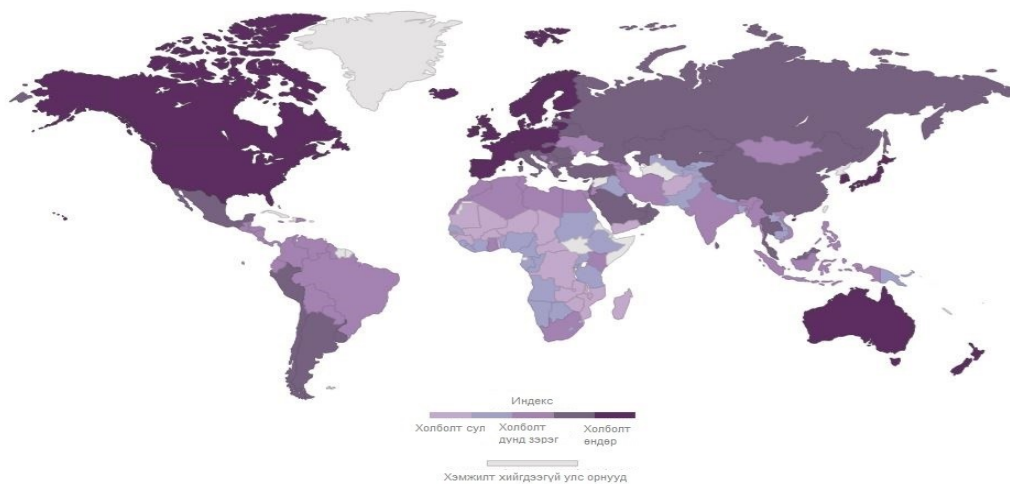 Индекс
Холболт сул
Холболт дунд зэрэг
Холболт өндөр
Хэмжилт хийгдээгүй улс орнууд